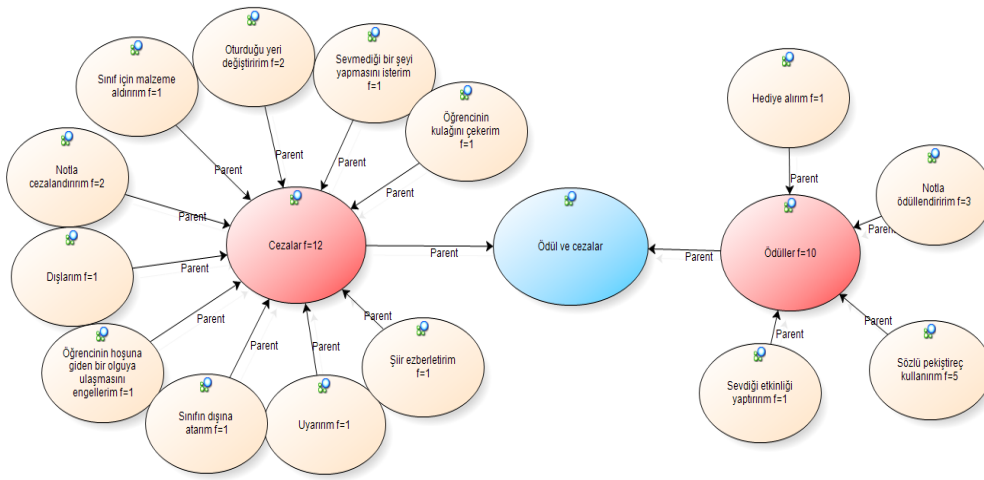 Oturduğu yeri
değiştiririm f=2
Sınıf için malzeme
aldırırım f=1
Sevmediği bir şeyi
yapmasını isterim
f=1
Öğrencinin
kulağını çekerim
f=1
Notla
cezalandırırım f=2
Dışlarım f=1
Öğrencinin hoşuna
giden bir olguya
ulaşmasını
engellerim f=1
Sınıfın dışına
atarım f=1
Uyarırım f=1
Şiir ezberletirim
f=1
Cezalar f=12
Parent
Parent
Parent
Parent
Parent
Parent
Parent
Parent
Parent
Parent
Parent
Ödül ve cezalar
Parent
Ödüller f=10
Hediye alırım f=1
Parent
Notla
ödüllendiririm f=3
Parent
Sözlü pekiştireç
kullanırım f=5
Parent
Sevdiği etkinliği
yaptırırım f=1
Parent